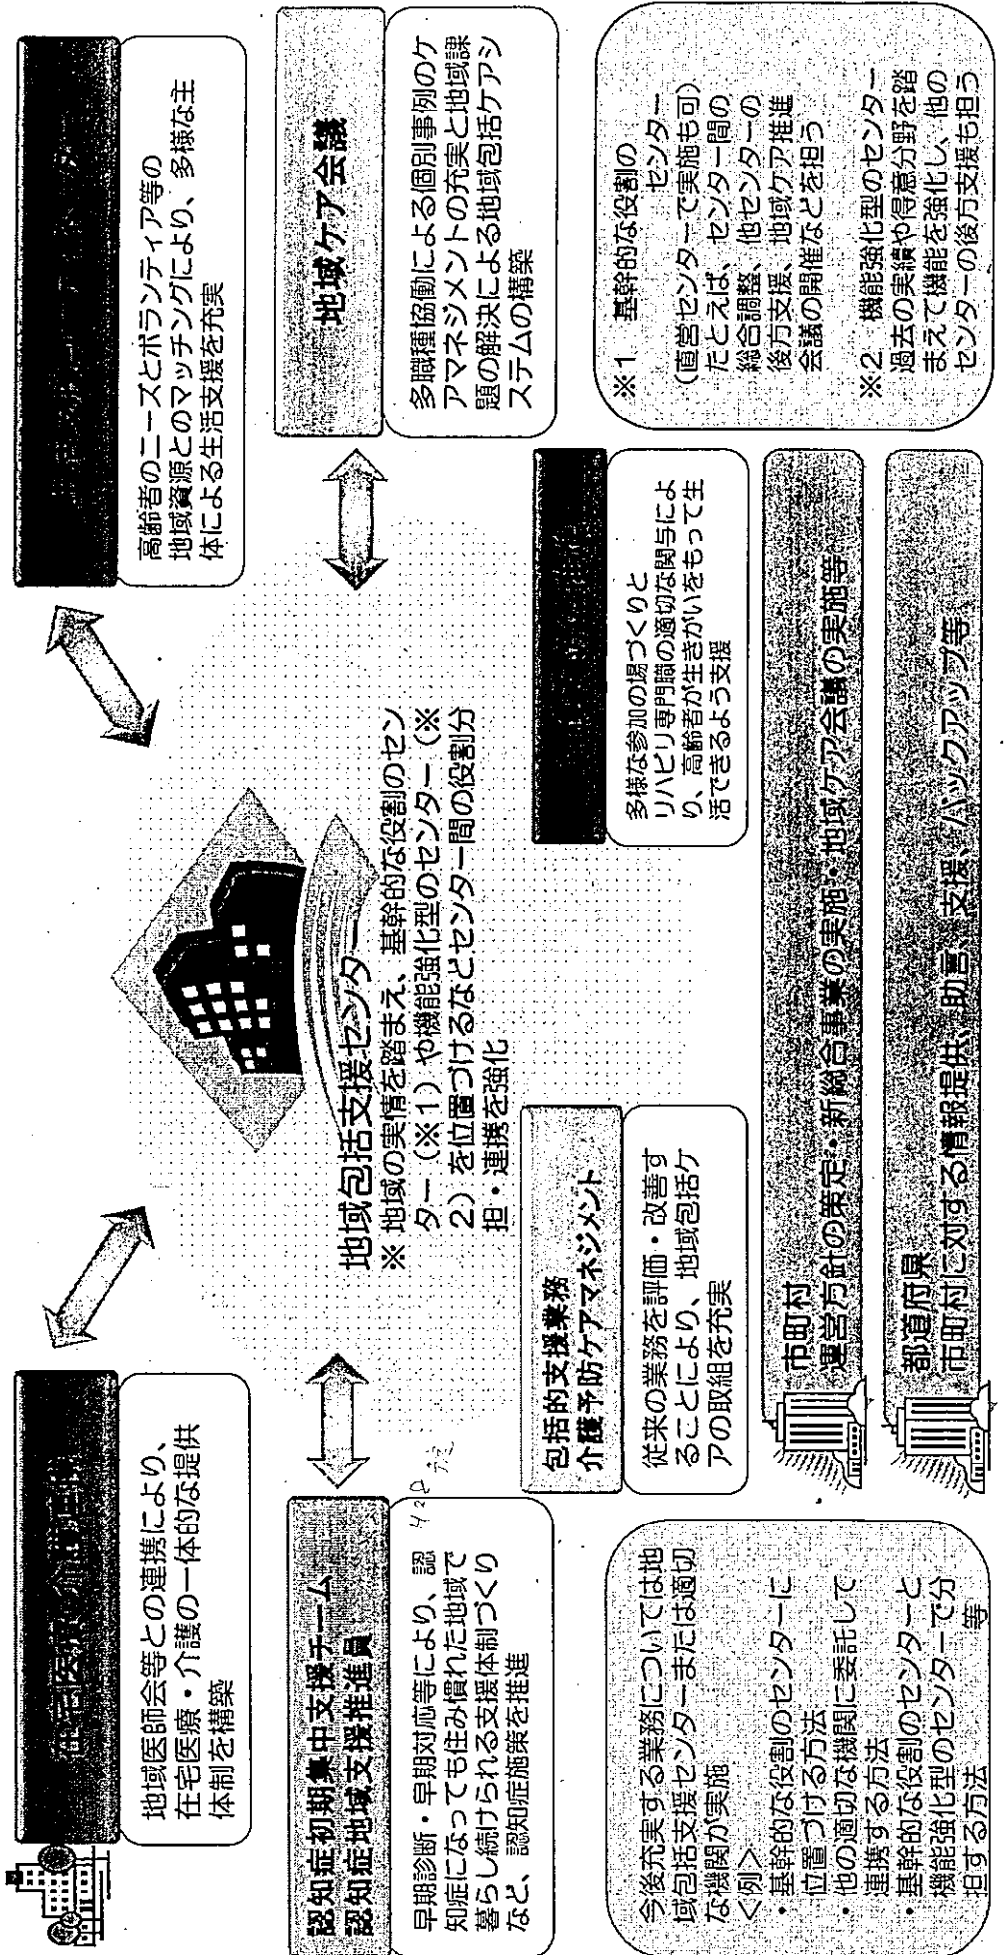 在宅医療・介護連携
地域医師会等との連携により、
在宅医療・介護の一体的な提供
体制を構築
高齢者のニーズとボランティア等の
地域資源とのマッチングにより、多様な主
体による生活支援を充実
認知症初期集中支援チーム
認知症地域支援推進員
早期診断・早期対応等により、認
知症になっても住み慣れた地域で
暮らし続けられる支援体制づくり
など、認知症施策を推進
地域包括支援センター
※ 地域の実情を踏まえ、基幹的な役割のセン
ター（※１）や機能強化型のセンター（※
２）を位置づけるなどセンター間の役割分
担・連携を強化
地域ケア会議
多職種協働による個別事例のケ
アマネジメントの充実と地域課
題の解決による地域包括ケアシ
ステムの構築
包括的支援業務
介護予防ケアマネジメント
従来の業務を評価・改善す
ることにより、地域包括ケ
アの取組を充実
多様な参加の場づくりと
リハビリ専門職の適切な関与によ
り、高齢者が生きがいをもって生
活できるよう支援
今後充実する業務については地
域包括支援センターまたは適切
な機関が実施
＜例＞
・ 基幹的な役割のセンターに
位置づける方法
・ 他の適切な機関に委託して
連携する方法
・ 基幹的な役割のセンターと
機能強化型のセンターで分
担する方法　　　等
市町村
運営方針の策定・新総合事業の実施・地域ケア会議の実施等
都道府県
市町村に対する情報提供、助言、支援、バックアップ等
※１　基幹的な役割の
センター
（直営センターで実施も可）
たとえば、センター間の
総合調整、他センターの
後方支援、地域ケア推進
会議の開催などを担う
※２　機能強化型のセンター
過去の実績や得意分野を踏
まえて機能を強化し、他の
センターの後方支援も担う